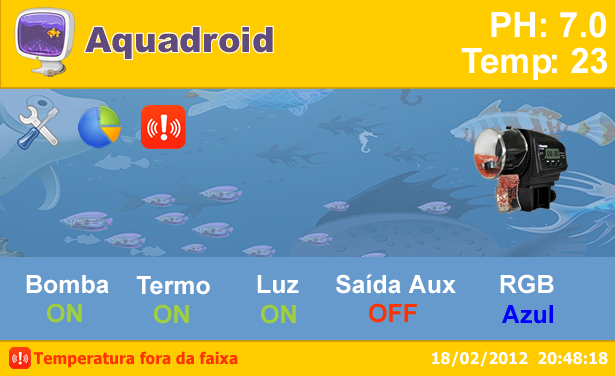 Aquadroid
PH: 7.0
Temp: 23
Bomba Termo Luz Saída Aux RGB
ON ON ON OFF Azul
Temperatura fora da faixa 18/02/2012 20:48:18